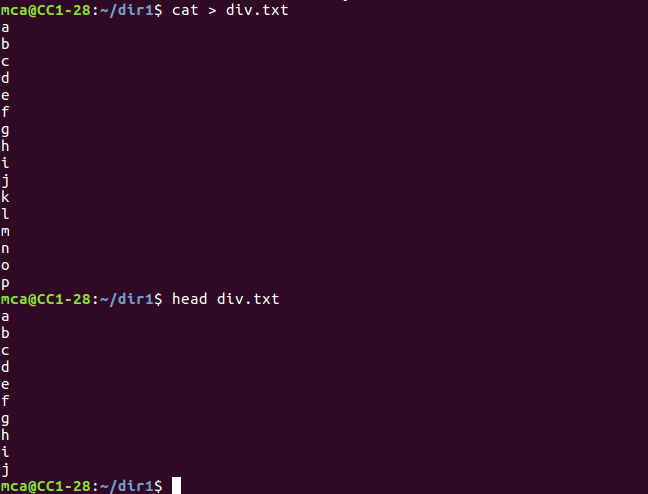 mca@CC1-28:~/dir1$ cat > div.txt
a
b
c
d
e
f
g
h
i
j
k
l
m
n
o
p
mca@CC1-28:~/dir1$ head div.txt
a
b
c
d
e
f
g
h
i
j
mca@CC1-28:~/dir1$